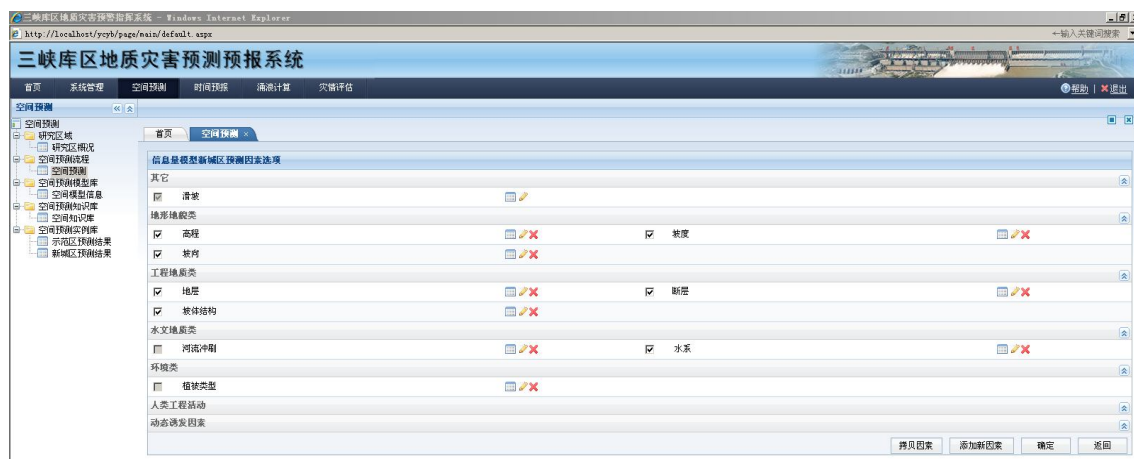 三峡库区地质灾害预警指挥系统 - Windows Internet Explorer
http://localhost/ycyb/page/main/default.aspx
←输入关键词搜索
三峡库区地质灾害预测预报系统
首页 系统管理 空间预测 时间预报 涌浪计算 灾情评估 帮助 | 退出
空间预测
空间预测
研究区域
研究区概况
空间预测流程
空间预测
空间预测模型库
空间模型信息
空间预测知识库
空间知识库
空间预测实例库
示范区预测结果
新城区预测结果
首页 空间预测 ×
信息量模型新城区预测因素选项
其它
滑坡
地形地貌类
高程 坡度
坡向
工程地质类
地层 断层
坡体结构
水文地质类
河流冲刷 水系
环境类
植被类型
人类工程活动
动态诱发因素
拷贝因素 添加新因素 确定 返回